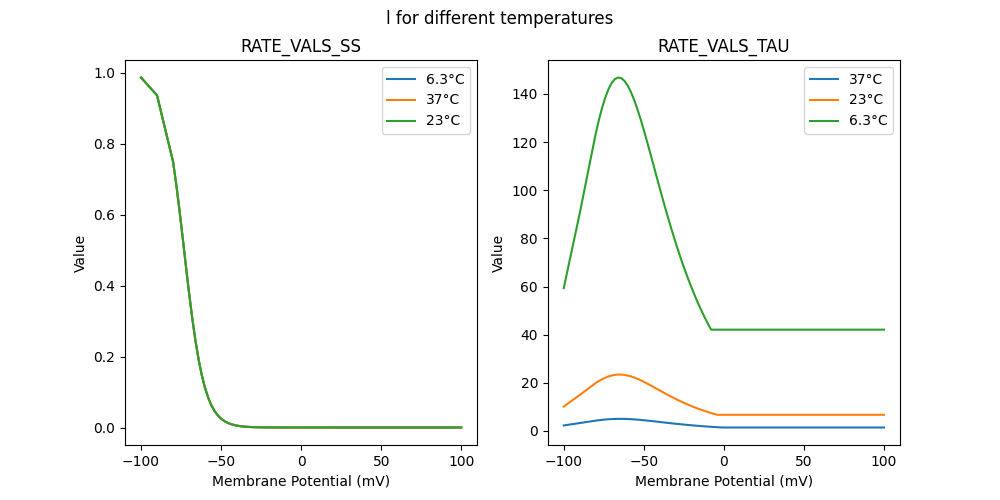 l for different temperatures
RATE_VALS_SS
1.0
0.8
0.6
0.4
0.2
0.0
Value
−100
−50
0
50
100
Membrane Potential (mV)
6.3°C
37°C
23°C
RATE_VALS_TAU
140
120
100
80
60
40
20
0
Value
−100
−50
0
50
100
Membrane Potential (mV)
37°C
23°C
6.3°C